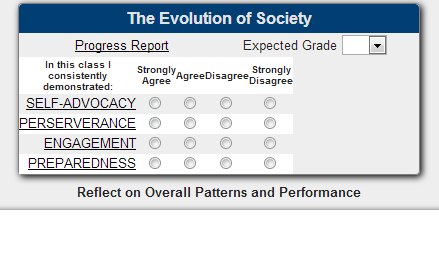 The Evolution of Society
Progress Report Expected Grade
In this class I consistently demonstrated: Strongly Agree Agree Disagree Strongly Disagree
SELF-ADVOCACY
PERSERVERANCE
ENGAGEMENT
PREPAREDNESS
Reflect on Overall Patterns and Performance